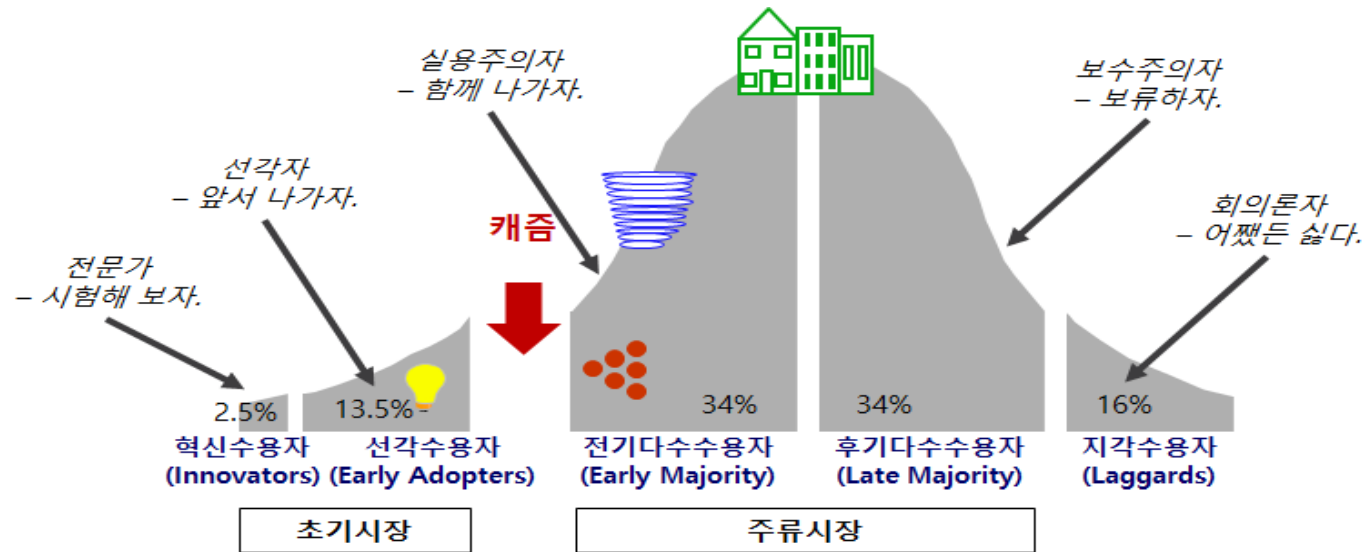 실용주의자
– 함께 나가자.
보수주의자
– 보류하자.
선각자
– 앞서 나가자.
캐즘
회의론자
– 어쨌든 싫다.
전문가
– 시험해 보자.
2.5%
13.5%-
34%
34%
16%
혁신수용자
(Innovators)
선각수용자
(Early Adopters)
전기다수수용자
(Early Majority)
후기다수수용자
(Late Majority)
지각수용자
(Laggards)
초기시장
주류시장